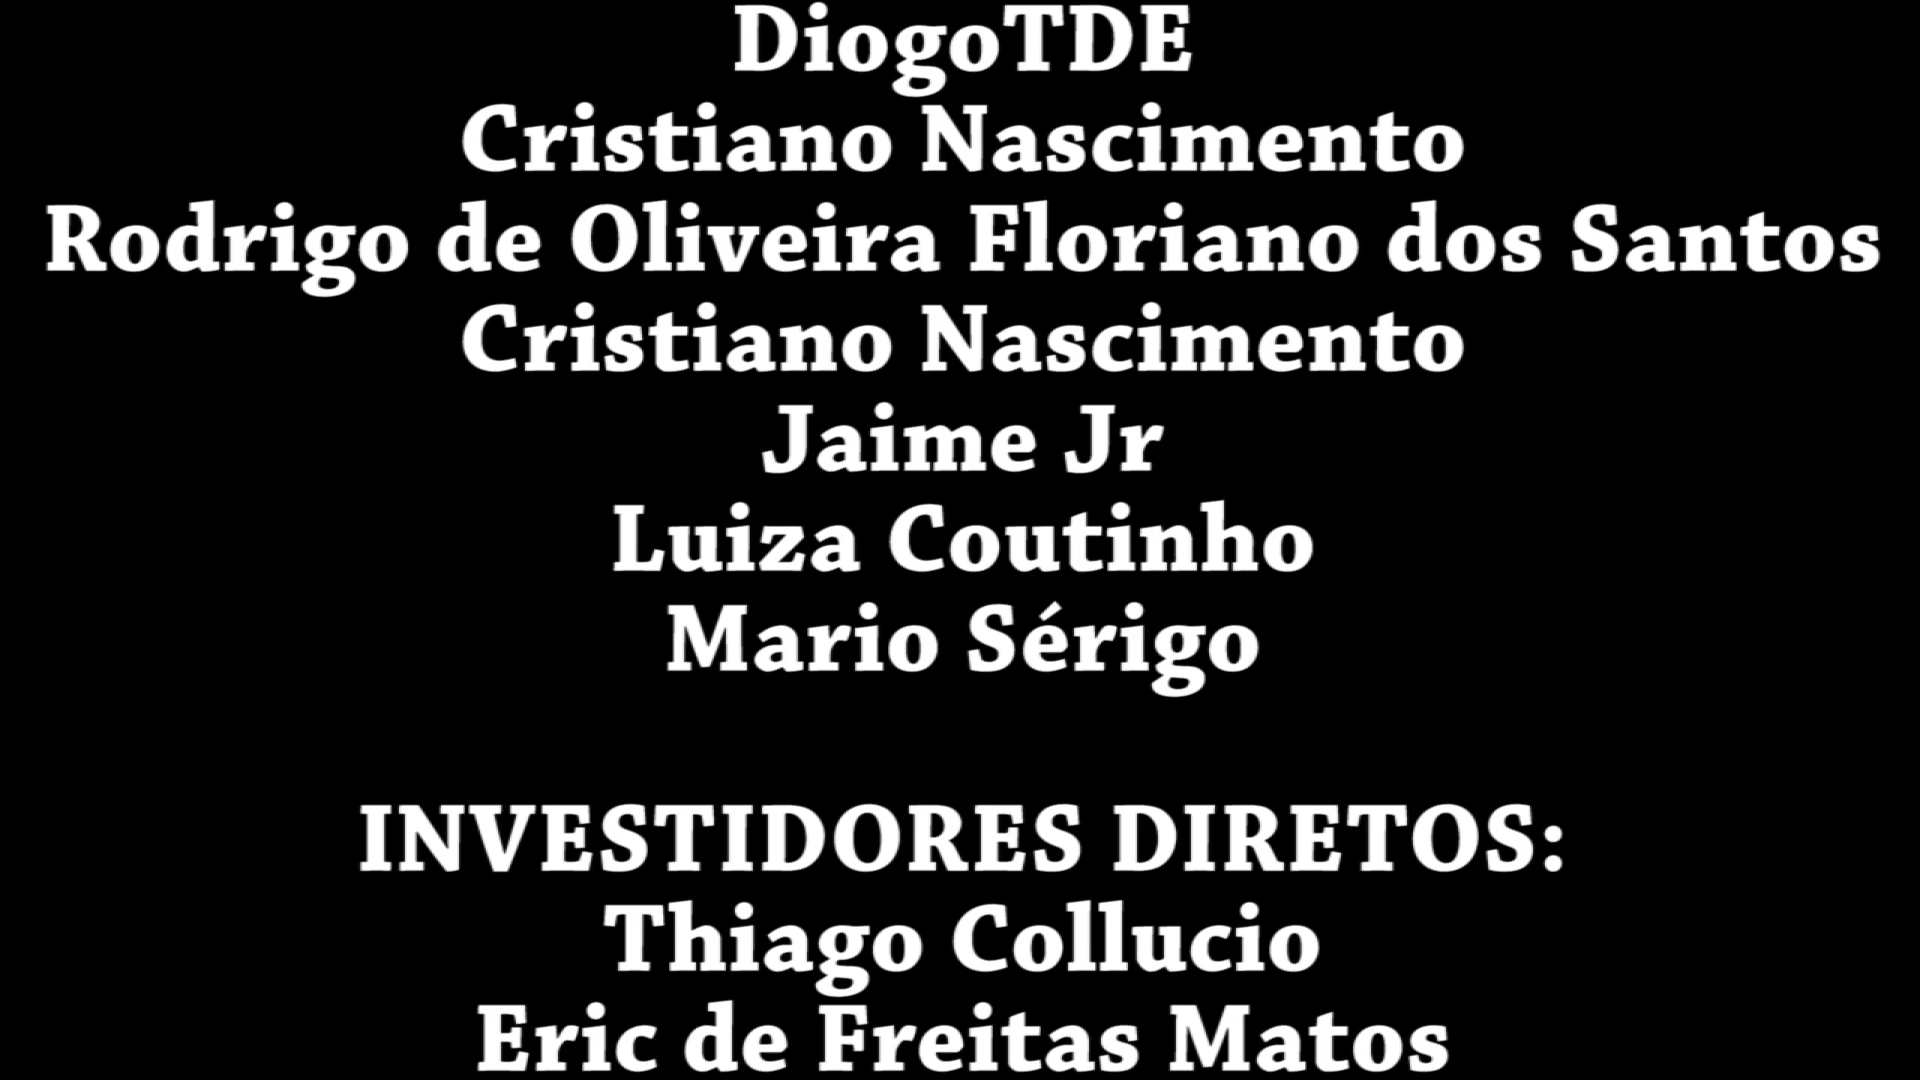 DiogoTDE
Cristiano Nascimento
Rodrigo de Oliveira Floriano dos Santos
Cristiano Nascimento
Jaime Jr
Luiza Coutinho
Mario Sérigo
INVESTIDORES DIRETOS:
Thiago Collucio
Eric de Freitas Matos